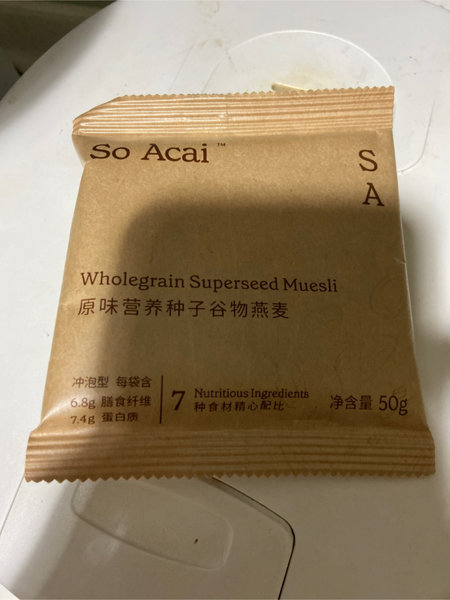 So Acai ™
S
A
Wholegrain Superseed Muesli
原味营养种子谷物燕麦
冲泡型 每袋含
6.8g 膳食纤维
7.4g 蛋白质
7 Nutritious Ingredients
种食材精心配比
净含量 50g